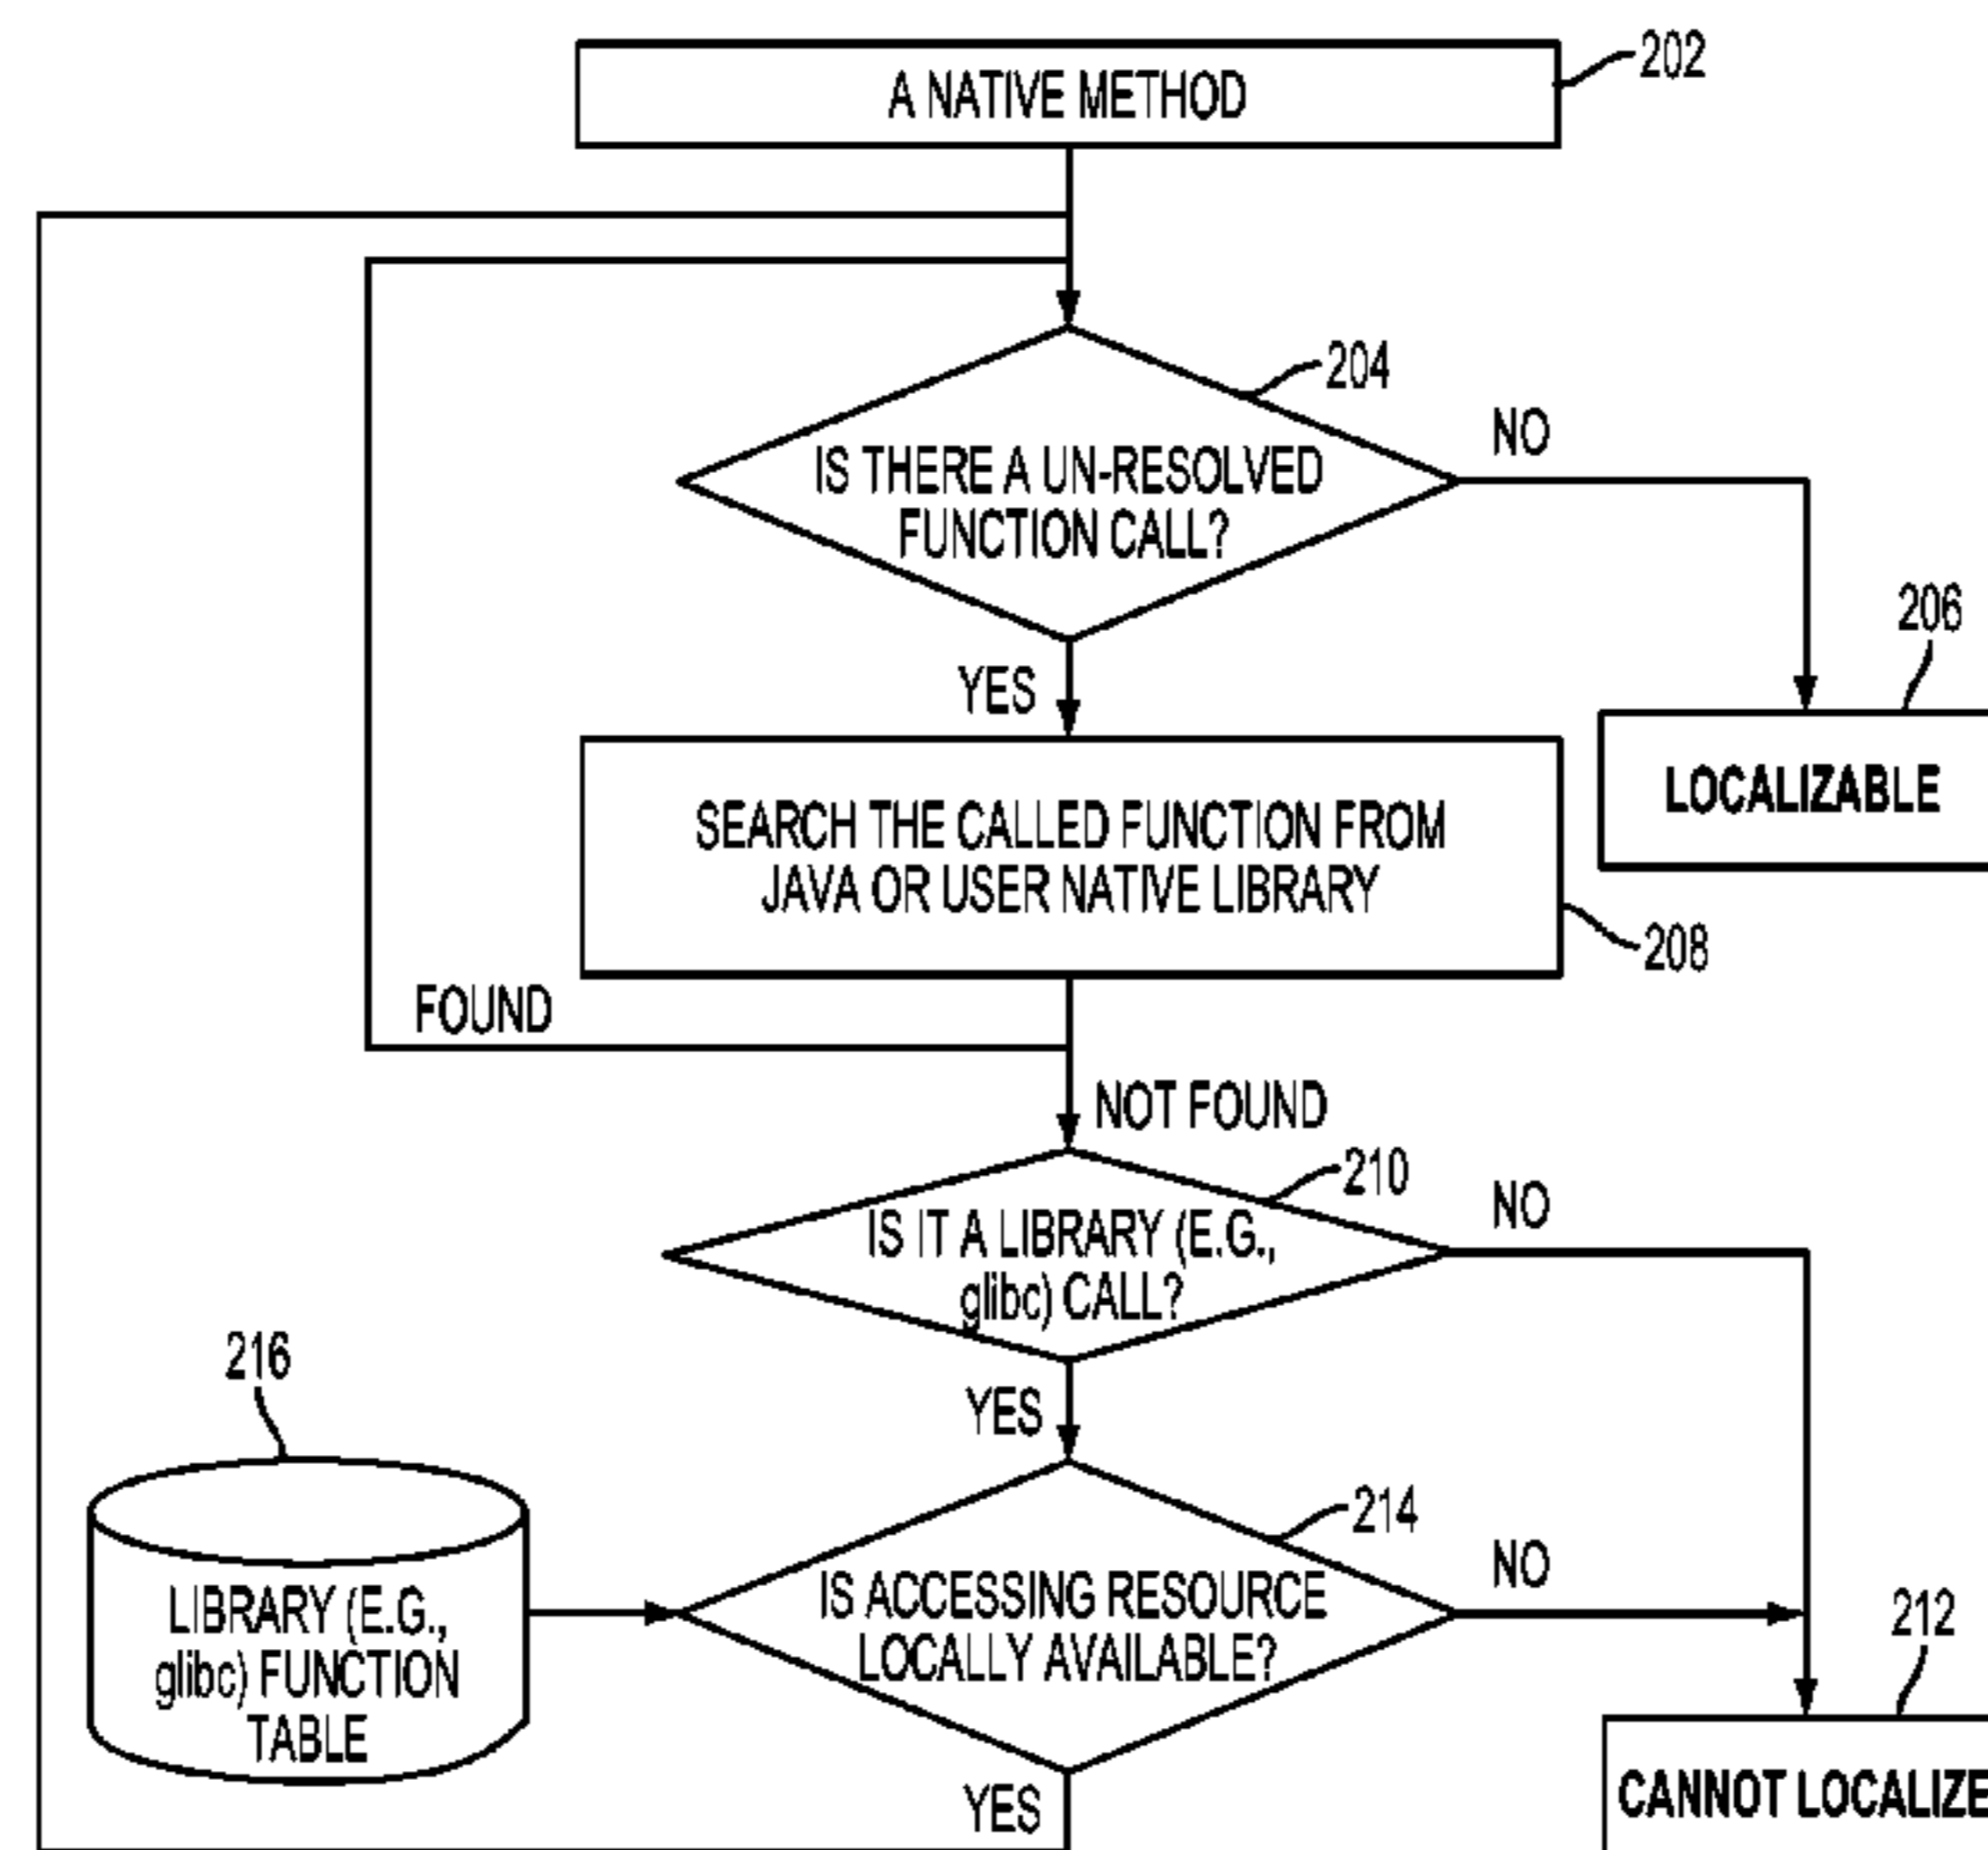 A NATIVE METHOD
202
204
IS THERE A UN-RESOLVED
FUNCTION CALL?
NO
YES
206
LOCALIZABLE
SEARCH THE CALLED FUNCTION FROM
JAVA OR USER NATIVE LIBRARY
208
FOUND
NOT FOUND
210
IS IT A LIBRARY (E.G.,
glibc) CALL?
NO
YES
216
LIBRARY (E.G.,
glibc) FUNCTION
TABLE
214
IS ACCESSING RESOURCE
LOCALLY AVAILABLE?
NO
YES
212
CANNOT LOCALIZE